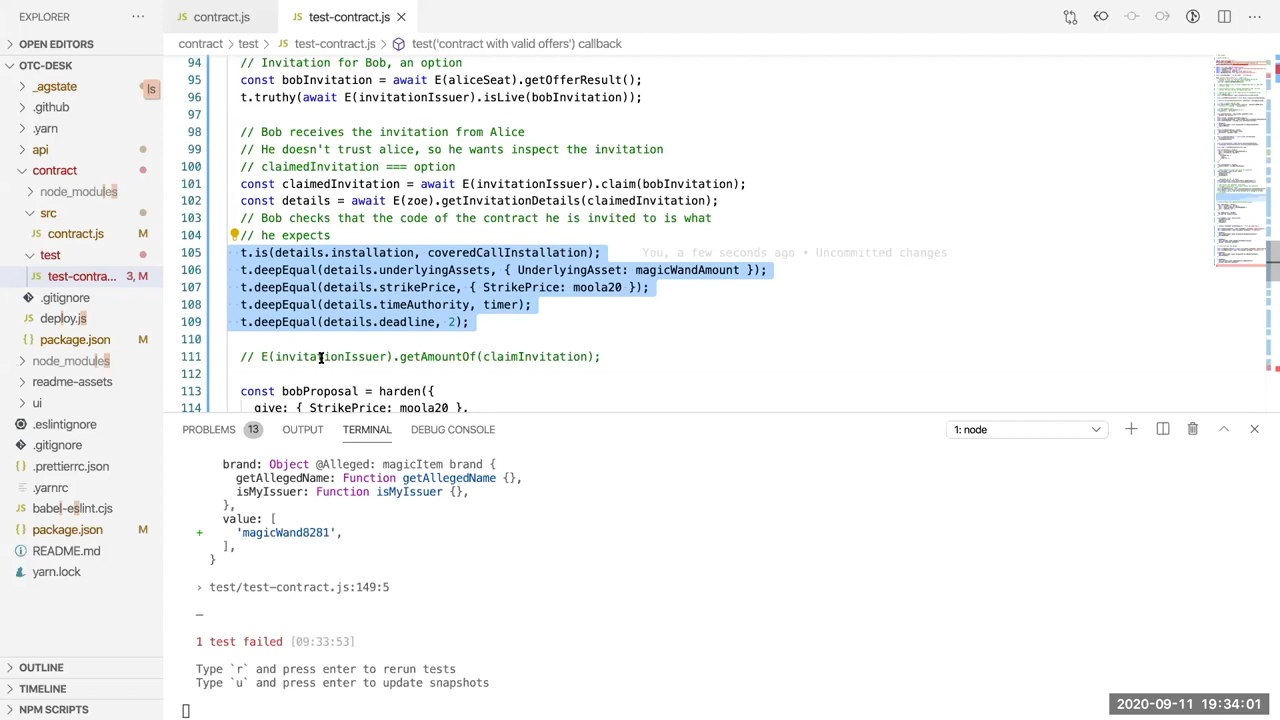 EXPLORER
contract.js
test-contract.js
contract > test > test-contract.js > test('contract with valid offers') callback
OPEN EDITORS
OTC-DESK
_agstate
ls
.github
.yarn
api
contract
node_modules
src
contract.js M
test
test-contra... 3, M
.gitignore
deploy.js
package.json M
node_modules
readme-assets
ui
.eslintignore
.gitignore
.prettierrc.json
.yarnrc
babel-eslint.cjs
package.json M
README.md
yarn.lock
OUTLINE
TIMELINE
NPM SCRIPTS
94 // Invitation for Bob, an option
95 const bobInvitation = await E(aliceSeat).getOfferResult();
96 t.truthy(await E(invitationIssuer).isLive(bobInvitation));
97
98 // Bob receives the invitation from Alice
99 // He doesn't trust alice, so he wants inspect the invitation
100 // claimedInvitation === option
101 const claimedInvitation = await E(invitationIssuer).claim(bobInvitation);
102 const details = await E(zoe).getInvitationDetails(claimedInvitation);
103 // Bob checks that the code of the contract he is invited to is what
104 // he expects
105 t.is(details.installation, coveredCallInstallation); You, a few seconds ago • Uncommitted changes
106 t.deepEqual(details.underlyingAssets, { UnderlyingAsset: magicWandAmount });
107 t.deepEqual(details.strikePrice, { StrikePrice: moola20 });
108 t.deepEqual(details.timeAuthority, timer);
109 t.deepEqual(details.deadline, 2);
110
111 // E(invitationIssuer).getAmountOf(claimInvitation);
112
113 const bobProposal = harden({
114 give: { StrikePrice: moola20 },
PROBLEMS 13 OUTPUT TERMINAL DEBUG CONSOLE 1: node
brand: Object @Alleged: magicItem brand {
getAllegedName: Function getAllegedName {},
isMyIssuer: Function isMyIssuer {},
},
value: [
+ 'magicWand8281',
],
}
› test/test-contract.js:149:5
─
1 test failed [09:33:53]
Type `r` and press enter to rerun tests
Type `u` and press enter to update snapshots
2020-09-11 19:34:01